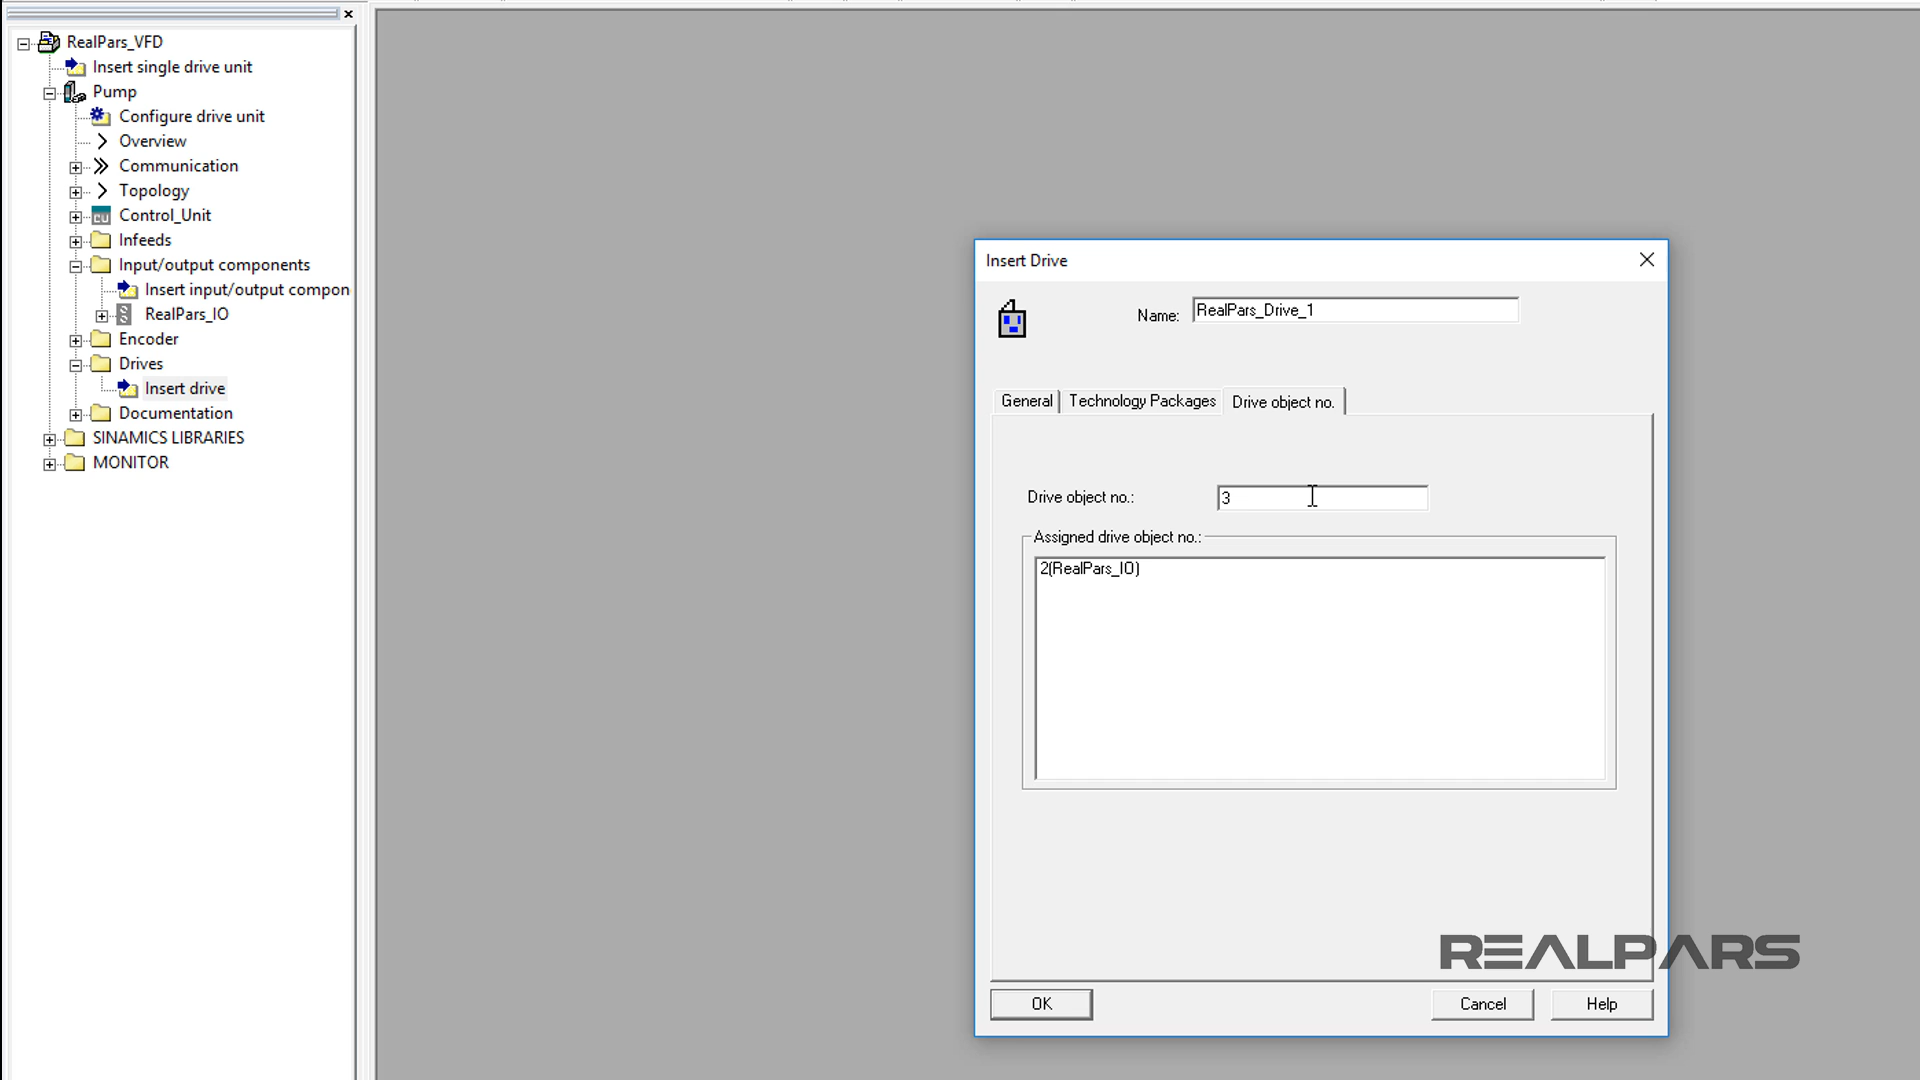 RealPars_VFD
Insert single drive unit
Pump
Configure drive unit
Overview
Communication
Topology
Control_Unit
Infeeds
Input/output components
Insert input/output compon
RealPars_IO
Encoder
Drives
Insert drive
Documentation
SINAMICS LIBRARIES
MONITOR
Insert Drive
Name: RealPars_Drive_1
General Technology Packages Drive object no.
Drive object no.: 3
Assigned drive object no.:
2(RealPars_IO)
REALPARS
OK Cancel Help